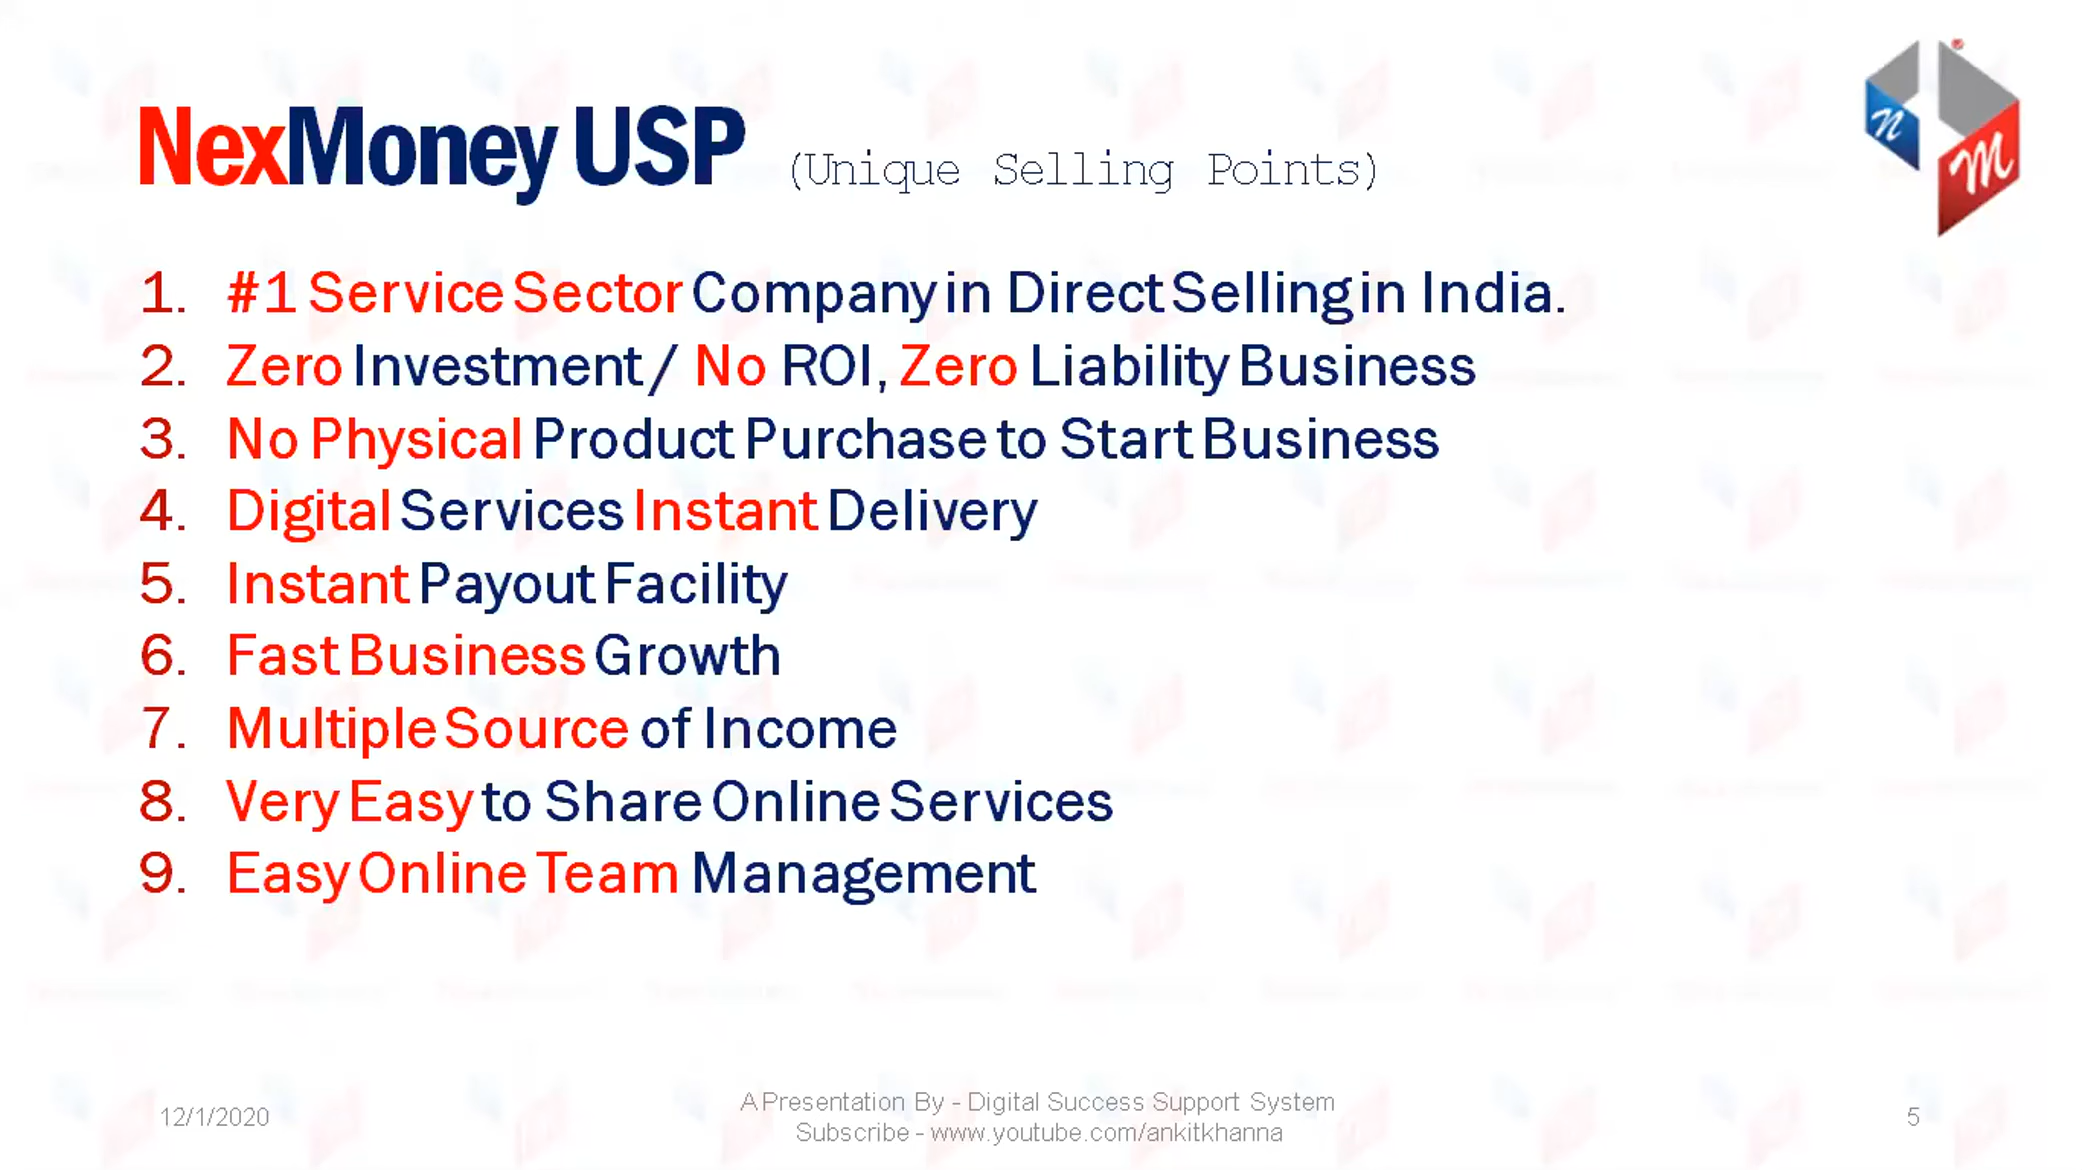 NexMoney USP (Unique Selling Points)
n
m
1. #1 Service Sector Company in Direct Selling in India.
2. Zero Investment / No ROI, Zero Liability Business
3. No Physical Product Purchase to Start Business
4. Digital Services Instant Delivery
5. Instant Payout Facility
6. Fast Business Growth
7. Multiple Source of Income
8. Very Easy to Share Online Services
9. Easy Online Team Management
12/1/2020
A Presentation By - Digital Success Support System
Subscribe - www.youtube.com/ankitkhanna
5